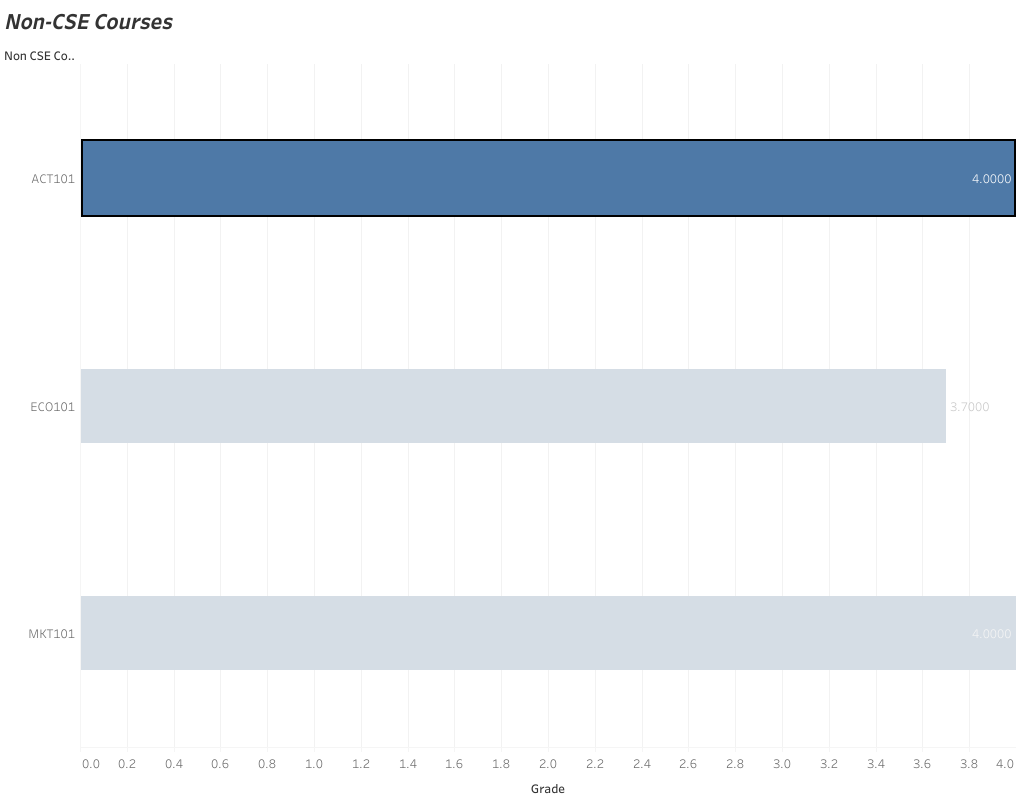 Non-CSE Courses
Non CSE Co..
ACT101
4.0000
ECO101
3.7000
MKT101
4.0000
0.0 0.2 0.4 0.6 0.8 1.0 1.2 1.4 1.6 1.8 2.0 2.2 2.4 2.6 2.8 3.0 3.2 3.4 3.6 3.8 4.0
Grade